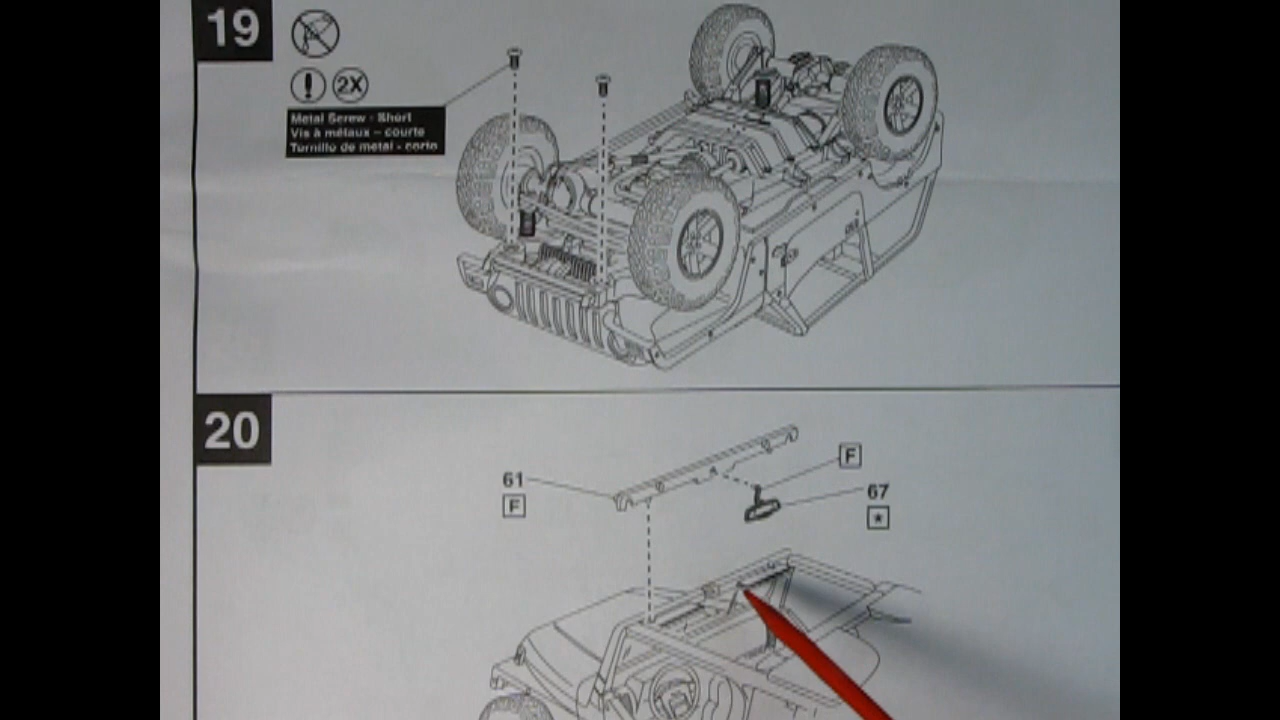 19
! 2X
Metal Screw - Short
Vis à métaux – courte
Tornillo de metal - corto
20
61
F
F
67
★